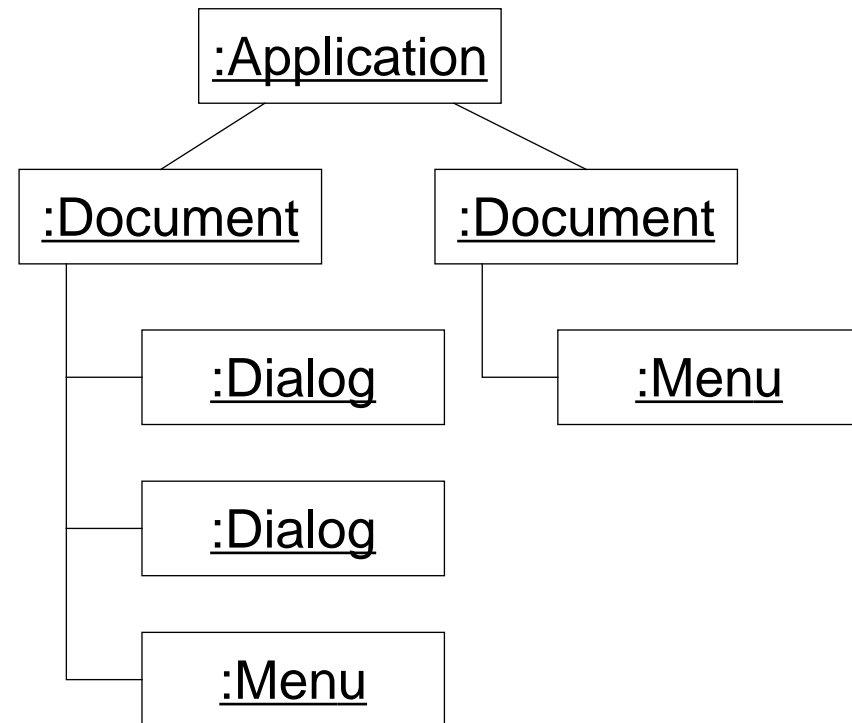 :Application
:Document
:Document
:Dialog
:Menu
:Dialog
:Menu